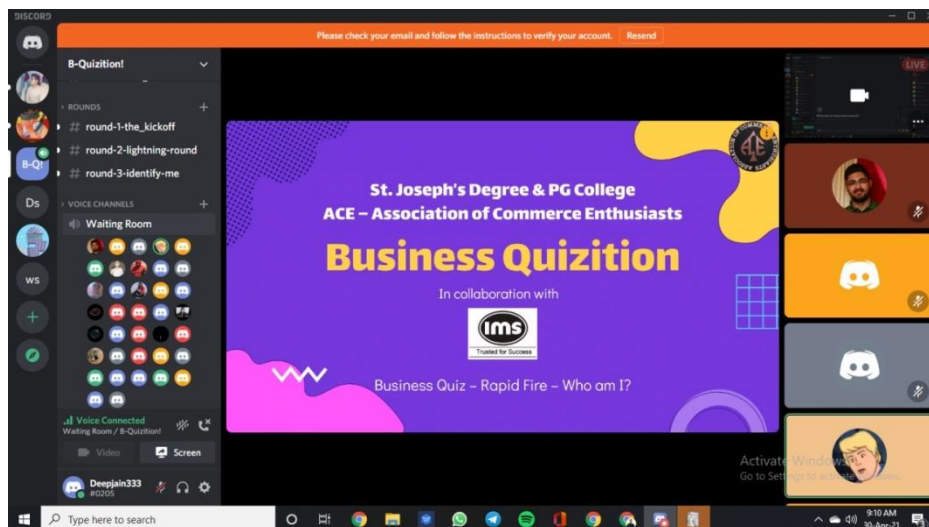 DISCORD
Please check your email and follow the instructions to verify your account. Resend
B-Quizition!
ROUNDS
# round-1-the_kickoff
# round-2-lightning-round
# round-3-identify-me
VOICE CHANNELS
Waiting Room
B-Q!
Ds
ws
Voice Connected
Waiting Room / B-Quizition!
Video
Screen
Deepjain333
#0205
LIVE
ACE
St. Joseph's Degree & PG College
ACE – Association of Commerce Enthusiasts
Business Quizition
In collaboration with
ims
Trusted for Success
Business Quiz – Rapid Fire – Who am I?
Activate Windows
Go to Settings to activate Windows.
Type here to search
9:10 AM
30-Apr-21